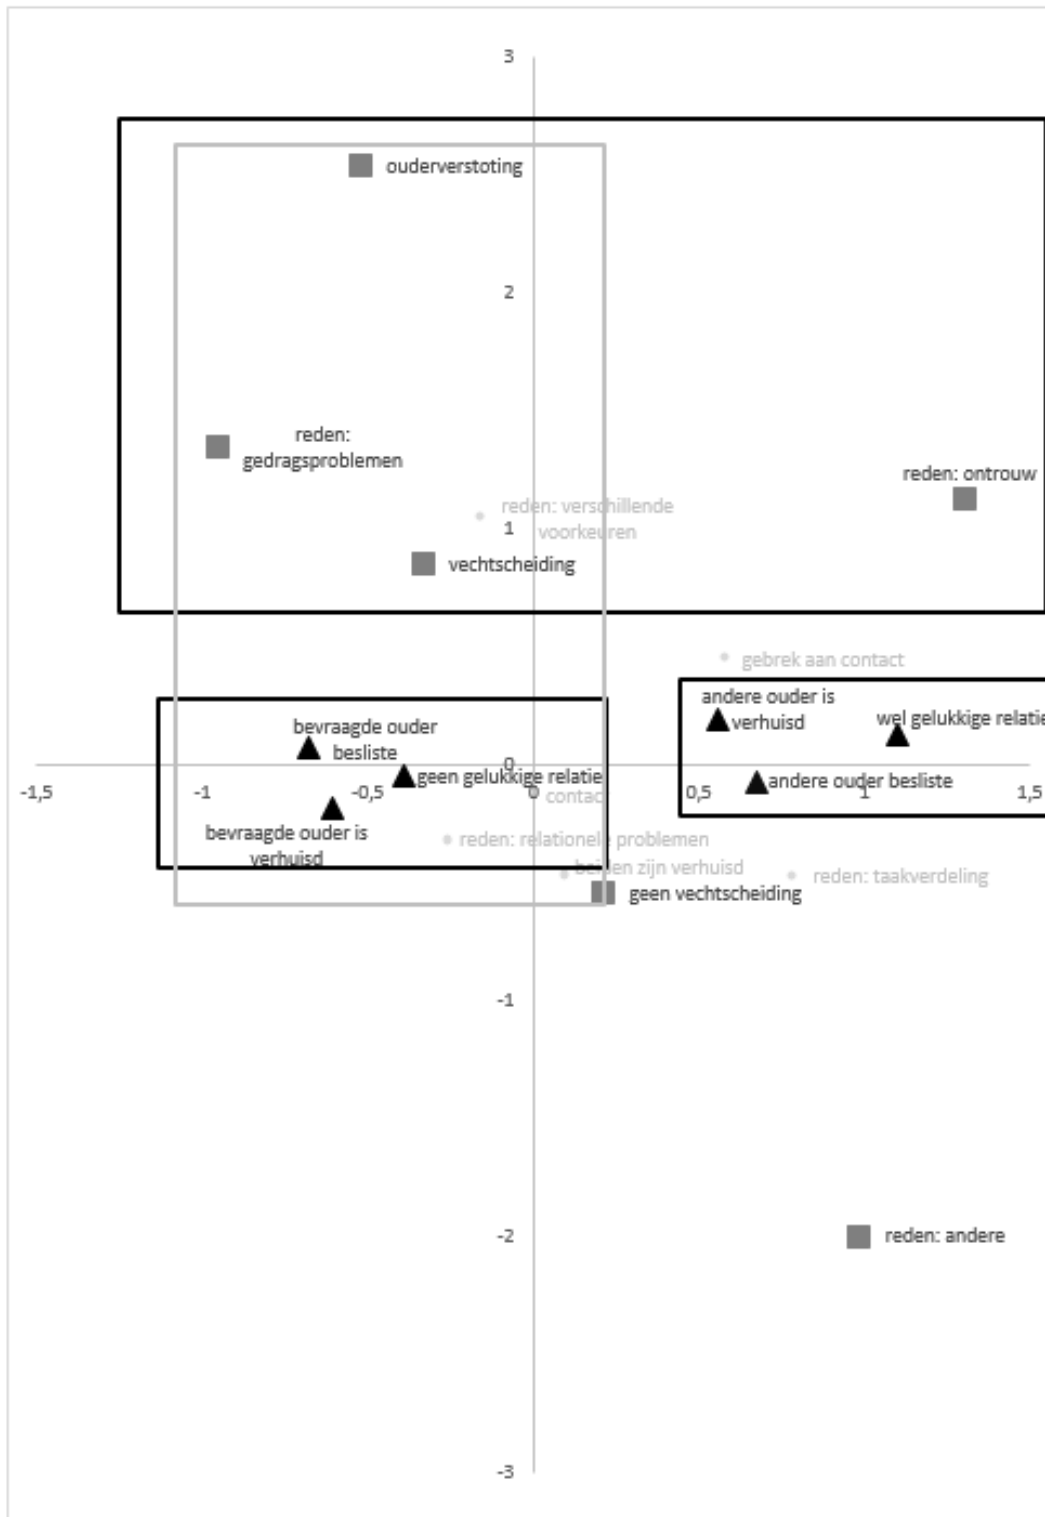 3
ouderverstoting
2
reden:
gedragsproblemen
reden: ontrouw
reden: verschillende
voorkeuren
1
vechtscheiding
gebrek aan contact
andere ouder is
verhuisd
wel gelukkige relatie
bevraagde ouder
besliste
0
geen gelukkige relatie
andere ouder besliste
-1,5
-1
-0,5
0
0,5
1
1,5
contact
bevraagde ouder is
verhuisd
reden: relationele problemen
beiden zijn verhuisd
reden: taakverdeling
geen vechtscheiding
-1
-2
reden: andere
-3